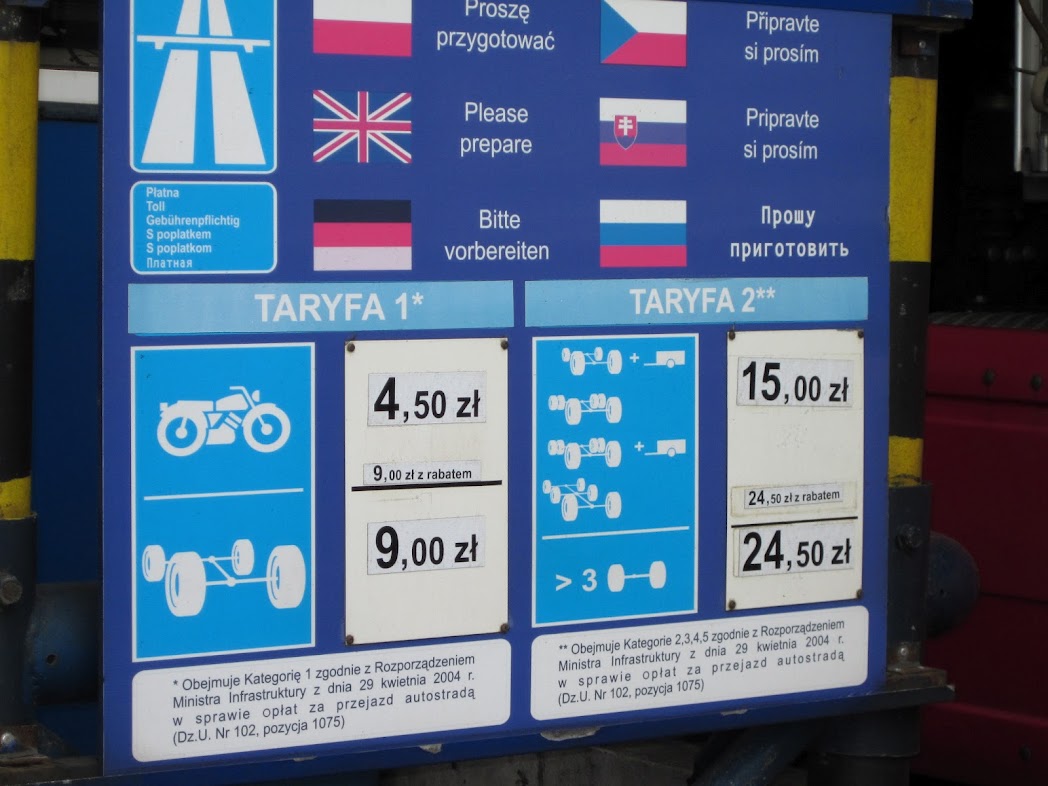 Proszę
przygotować
Připravte
si prosím
Please
prepare
Pripravte
si prosím
Bitte
vorbereiten
Прошу
приготовить
Płatna
Toll
Gebührenpflichtig
S poplatkem
S poplatkom
Платная
TARYFA 1*
TARYFA 2**
4,50 zł
9,00 zł z rabatem
9,00 zł
+
+
> 3
15,00 zł
24,50 zł z rabatem
24,50 zł
* Obejmuje Kategorię 1 zgodnie z Rozporządzeniem
Ministra Infrastruktury z dnia 29 kwietnia 2004 r.
w sprawie opłat za przejazd autostradą
(Dz.U. Nr 102, pozycja 1075)
** Obejmuje Kategorie 2,3,4,5 zgodnie z Rozporządzeniem
Ministra Infrastruktury z dnia 29 kwietnia 2004 r.
w sprawie opłat za przejazd autostradą
(Dz.U. Nr 102, pozycja 1075)